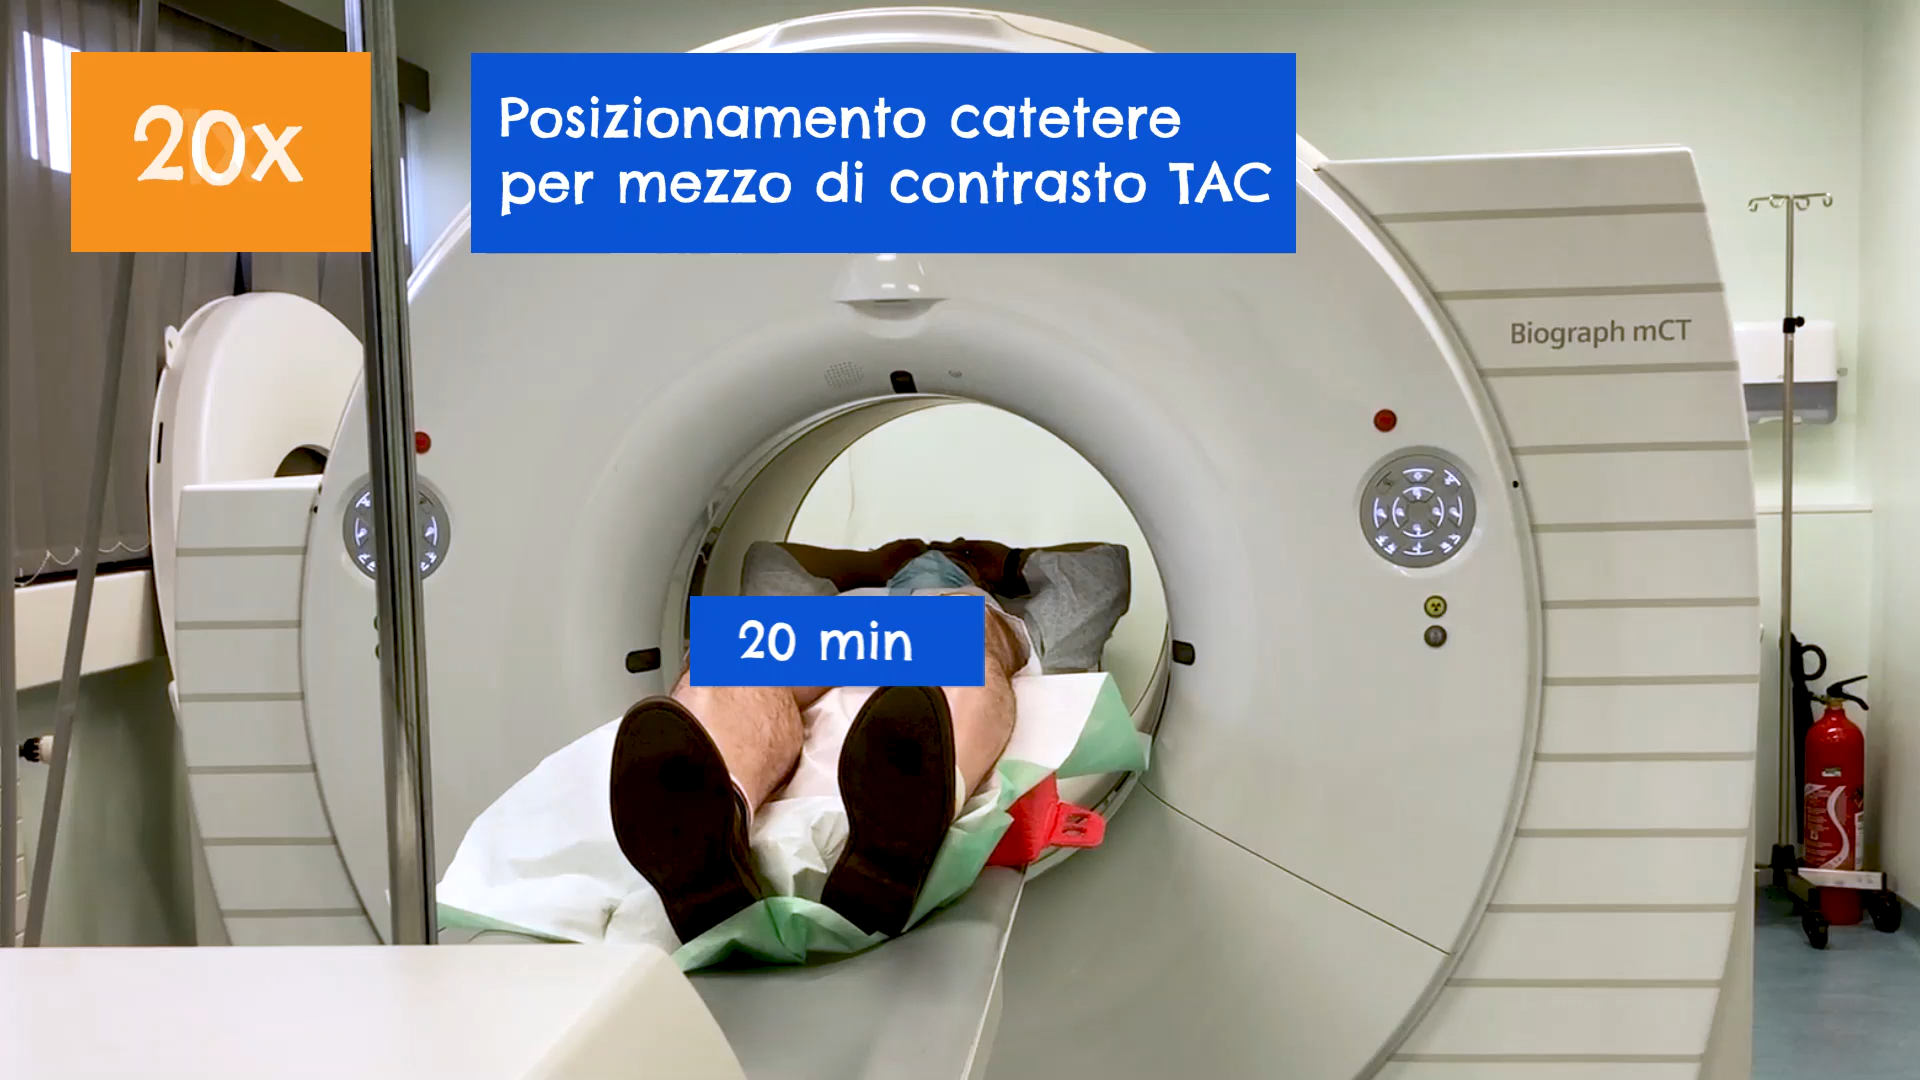 20x
Posizionamento catetere
per mezzo di contrasto TAC
Biograph mCT
20 min